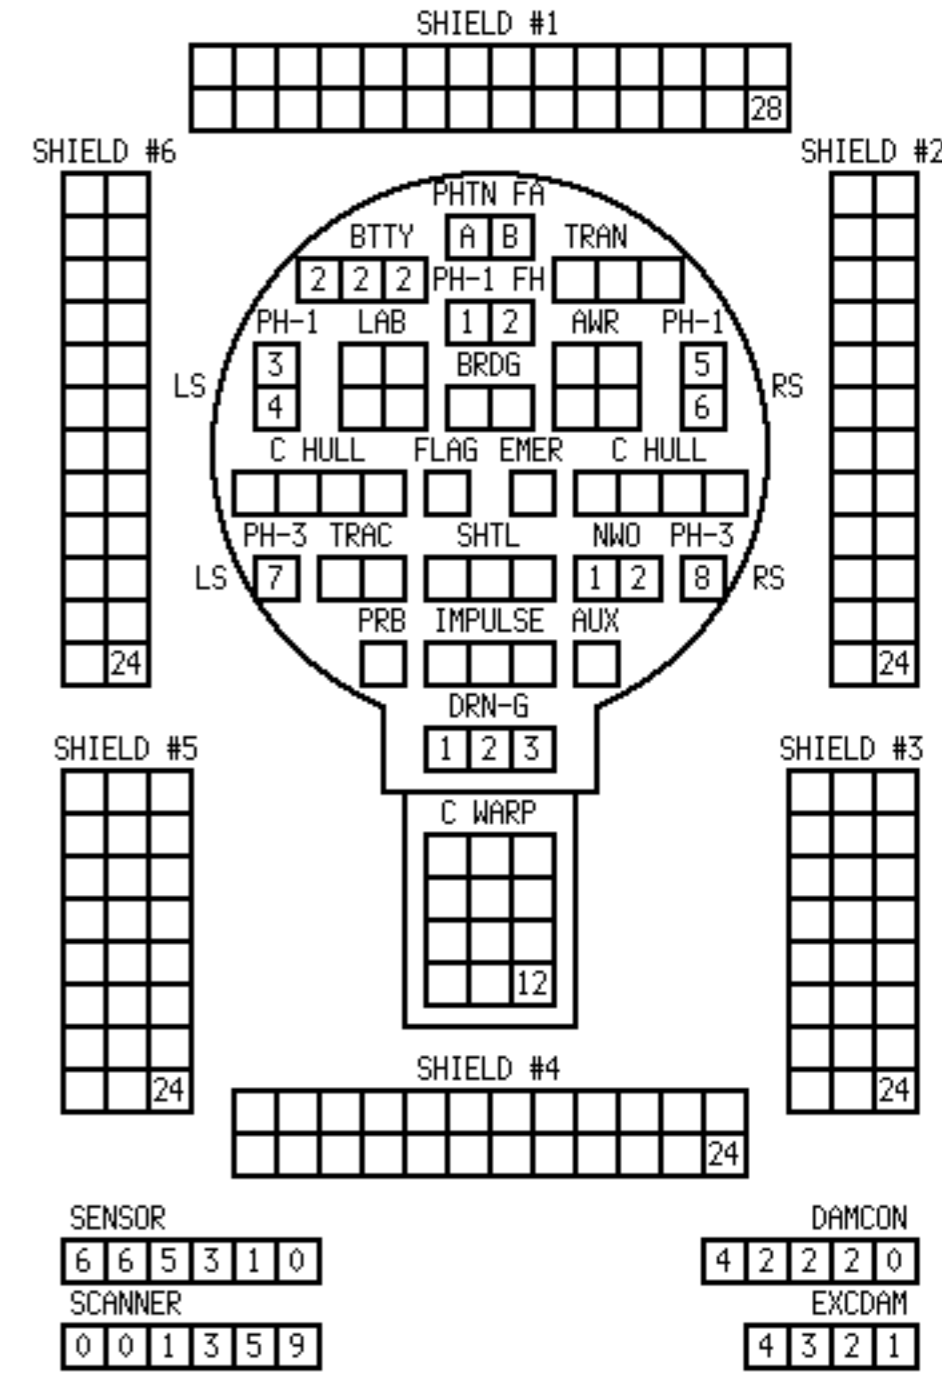 SHIELD #1
28
SHIELD #6
SHIELD #2
PHTN FA
BTTY A B TRAN
2 2 2 PH-1 FH
PH-1 LAB 1 2 AWR PH-1
3 BRDG 5
LS RS
4 6
C HULL FLAG EMER C HULL
PH-3 TRAC SHTL NWO PH-3
LS 7 1 2 8 RS
PRB IMPULSE AUX
24 24
DRN-G
1 2 3
SHIELD #5 SHIELD #3
C WARP
12
SHIELD #4
24 24
24
SENSOR DAMCON
6 6 5 3 1 0 4 2 2 2 0
SCANNER EXCDAM
0 0 1 3 5 9 4 3 2 1